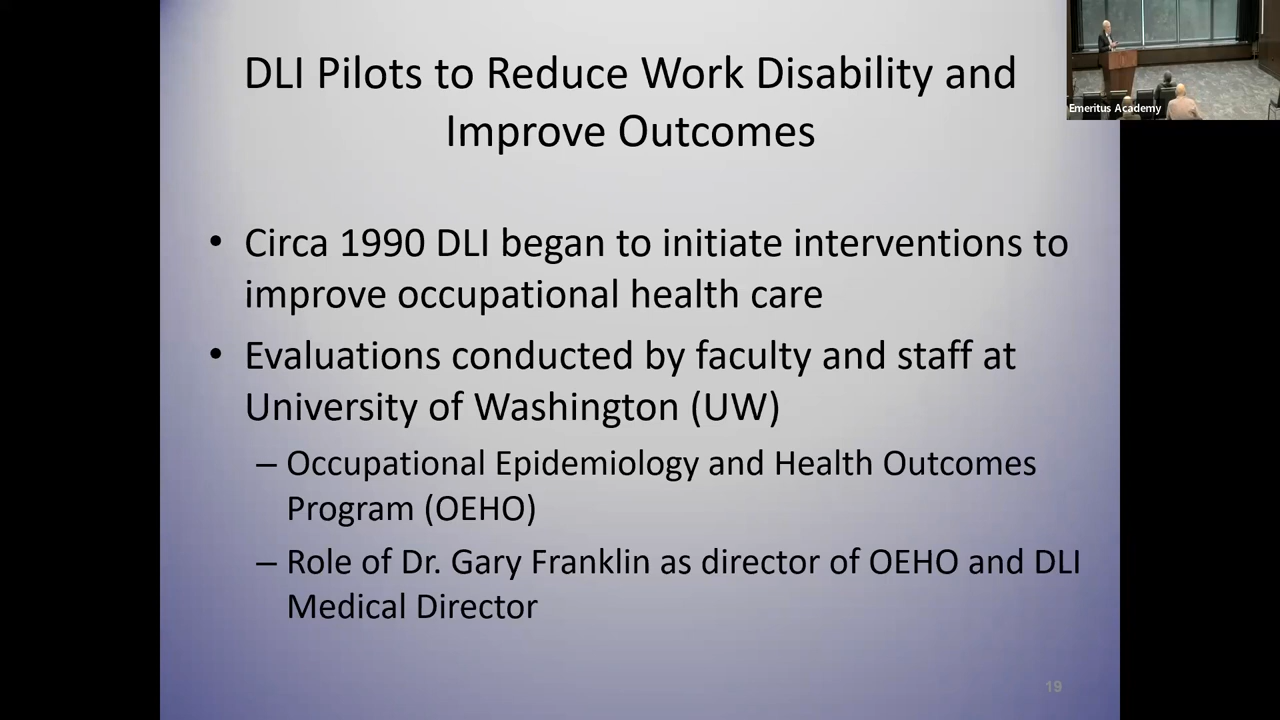 DLI Pilots to Reduce Work Disability and
Improve Outcomes
Emeritus Academy
• Circa 1990 DLI began to initiate interventions to
improve occupational health care
• Evaluations conducted by faculty and staff at
University of Washington (UW)
– Occupational Epidemiology and Health Outcomes
Program (OEHO)
– Role of Dr. Gary Franklin as director of OEHO and DLI
Medical Director
19